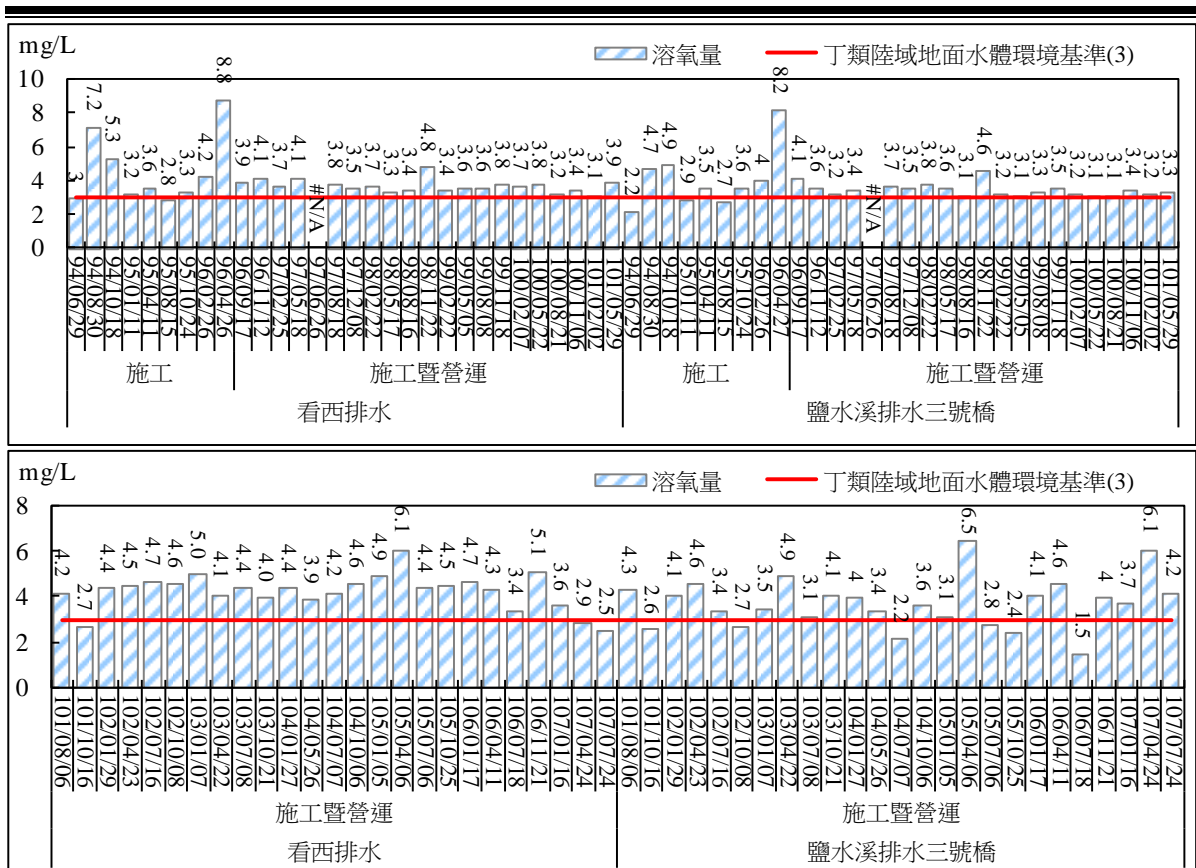 mg/L
溶氧量
丁類陸域地面水體環境基準(3)
10
8
6
4
2
0
3 7.2 5.3 3.2 3.6 2.8 3.3 4.2 8.8 3.9 4.1 3.7 4.1 #N/A 3.8 3.5 3.7 3.3 3.4 4.8 3.4 3.6 3.6 3.8 3.7 3.8 3.2 3.4 3.1 3.9 2.2 4.7 4.9 2.9 3.5 2.7 3.6 4 8.2 4.1 3.6 3.2 3.4 #N/A 3.7 3.5 3.8 3.6 3.1 4.6 3.2 3.1 3.3 3.5 3.2 3.1 3.1 3.4 3.2 3.3
94/06/29 94/08/30 94/10/18 95/01/11 95/04/11 95/08/15 95/10/24 96/02/26 96/04/26 96/09/17 96/11/12 97/02/25 97/05/18 97/06/26 97/08/18 97/12/08 98/02/22 98/05/17 98/08/16 98/11/22 99/02/02 99/05/05 99/08/08 99/11/18 100/02/07 100/05/22 100/08/21 100/11/06 101/02/02 101/05/29 94/06/29 94/08/30 94/10/18 95/01/11 95/04/11 95/08/15 95/10/24 96/02/26 96/04/27 96/09/17 96/11/12 97/02/25 97/05/18 97/06/26 97/08/18 97/12/08 98/02/22 98/05/17 98/08/16 98/11/22 99/02/02 99/05/05 99/08/08 99/11/18 100/02/07 100/05/22 100/08/21 100/11/06 101/02/02 101/05/29
施工 施工暨營運 施工 施工暨營運
看西排水 鹽水溪排水三號橋
mg/L
溶氧量
丁類陸域地面水體環境基準(3)
8
6
4
2
0
4.2 2.7 4.4 4.5 4.7 4.6 5.0 4.1 4.4 4.0 4.4 3.9 4.2 4.6 4.9 6.1 4.4 4.5 4.7 4.3 3.4 5.1 3.6 2.9 2.5 4.3 2.6 4.1 4.6 3.4 2.7 3.5 4.9 3.1 4.1 4 3.4 2.2 3.6 3.1 6.5 2.8 2.4 4.1 4.6 1.5 4 3.7 6.1 4.2
101/08/06 101/10/16 102/01/29 102/04/23 102/07/16 102/10/08 103/01/07 103/04/22 103/07/08 103/10/21 104/01/27 104/05/26 104/07/07 104/10/06 105/01/05 105/04/06 105/07/06 105/10/25 106/01/17 106/04/11 106/07/18 106/11/21 107/01/16 107/04/24 107/07/24 101/08/06 101/10/16 102/01/29 102/04/23 102/07/16 102/10/08 103/01/07 103/04/22 103/07/08 103/10/21 104/01/27 104/05/26 104/07/07 104/10/06 105/01/05 105/04/06 105/07/06 105/10/25 106/01/17 106/04/11 106/07/18 106/11/21 107/01/16 107/04/24 107/07/24
施工暨營運 施工暨營運
看西排水 鹽水溪排水三號橋